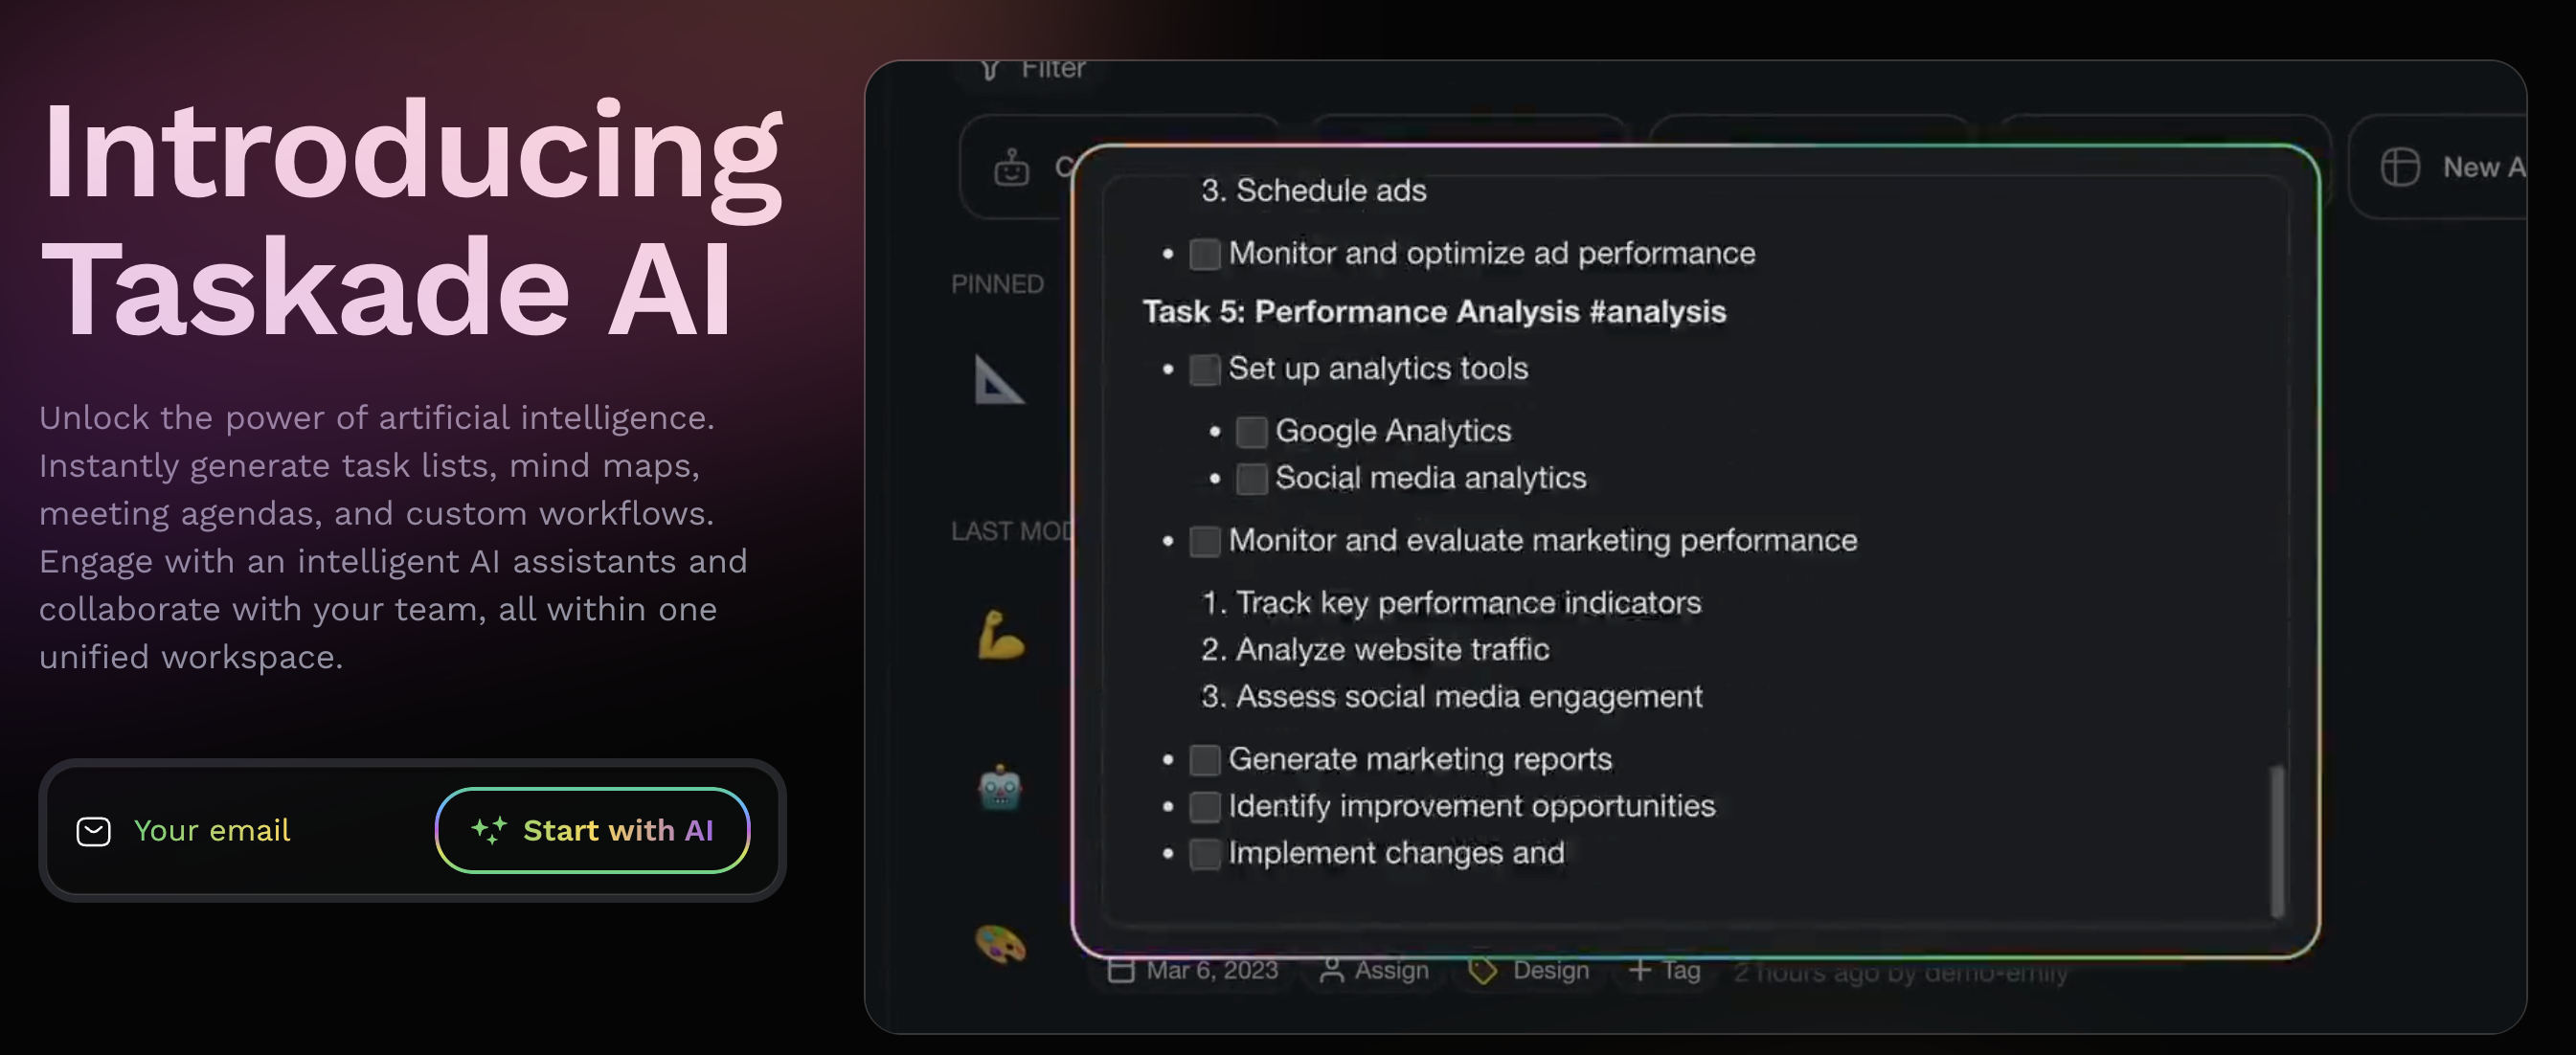 Introducing
Taskade AI
Unlock the power of artificial intelligence.
Instantly generate task lists, mind maps,
meeting agendas, and custom workflows.
Engage with an intelligent AI assistants and
collaborate with your team, all within one
unified workspace.
Your email
Start with AI
Filter
C
New A
PINNED
LAST MOD
3. Schedule ads
• Monitor and optimize ad performance
Task 5: Performance Analysis #analysis
• Set up analytics tools
• Google Analytics
• Social media analytics
• Monitor and evaluate marketing performance
1. Track key performance indicators
2. Analyze website traffic
3. Assess social media engagement
• Generate marketing reports
• Identify improvement opportunities
• Implement changes and
Mar 6, 2023 Assign Design + Tag 2 hours ago by demo-emily